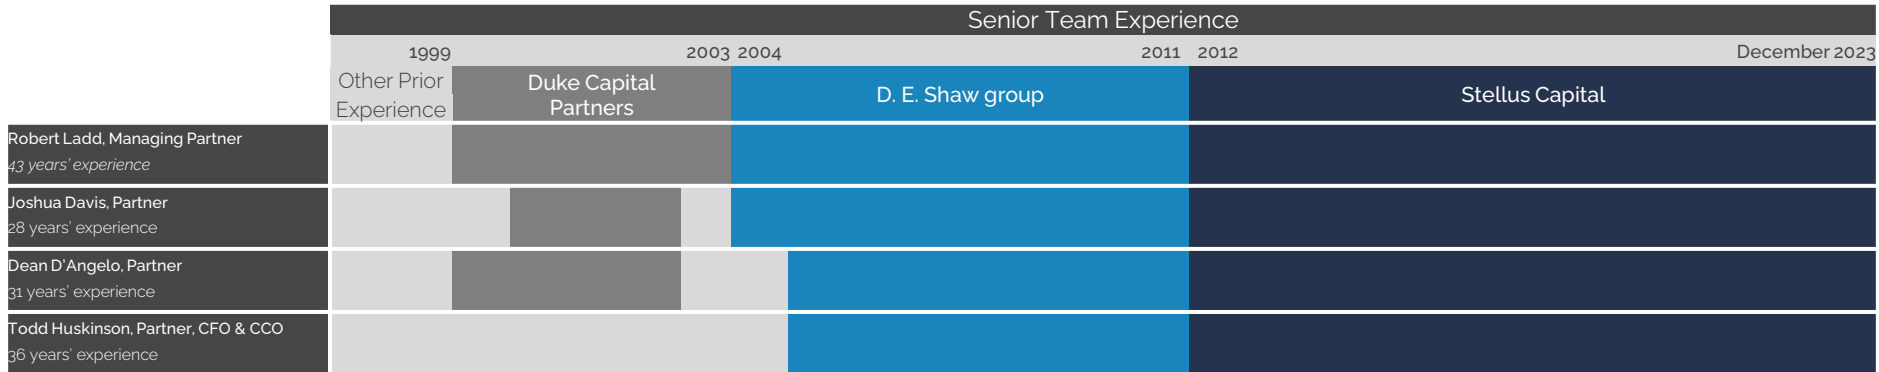 Senior Team Experience
1999 2003 2004 2011 2012 December 2023
Other Prior
Experience
Duke Capital
Partners
D. E. Shaw group
Stellus Capital
Robert Ladd, Managing Partner
43 years' experience
Joshua Davis, Partner
28 years' experience
Dean D'Angelo, Partner
31 years' experience
Todd Huskinson, Partner, CFO & CCO
36 years' experience